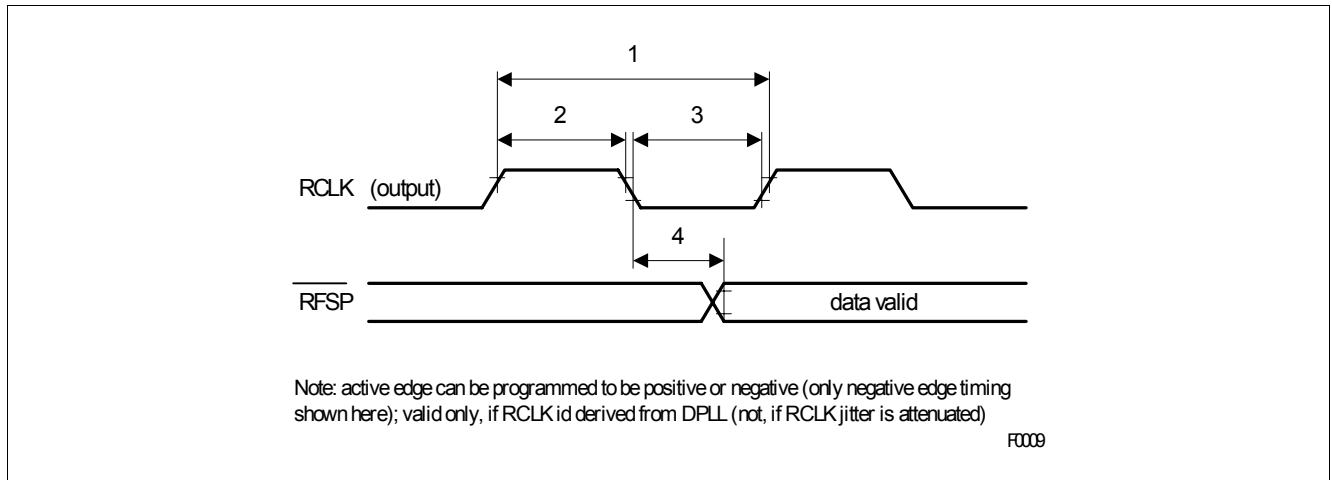 1
2 3
RCLK (output)
4
RFSP data valid
Note: active edge can be programmed to be positive or negative (only negative edge timing
shown here); valid only, if RCLK id derived from DPLL (not, if RCLK jitter is attenuated)
F0009